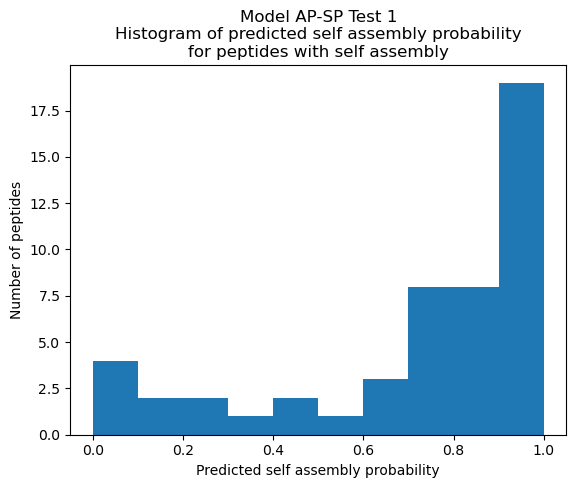 Model AP-SP Test 1
Histogram of predicted self assembly probability
for peptides with self assembly
17.5
15.0
12.5
10.0
7.5
5.0
2.5
0.0
Number of peptides
0.0 0.2 0.4 0.6 0.8 1.0
Predicted self assembly probability